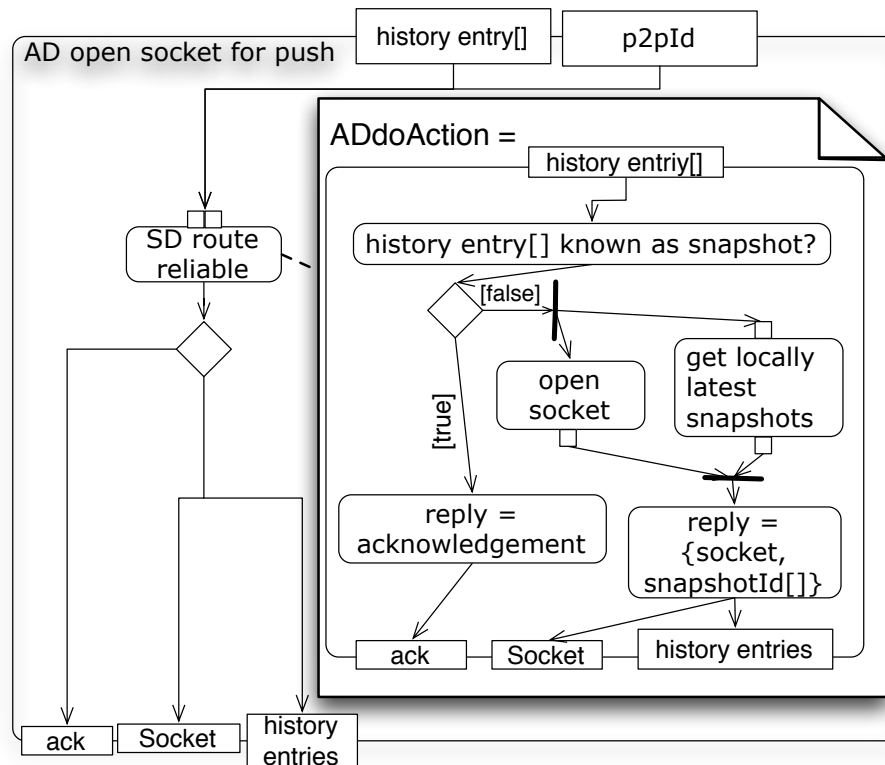 AD open socket for push
history entry[]
p2pId
ADdoAction =
history entriy[]
SD route
reliable
history entry[] known as snapshot?
[false]
[true]
open
socket
get locally
latest
snapshots
reply =
acknowledgement
reply =
{socket,
snapshotId[]}
ack
Socket
history entries
ack
Socket
history
entries